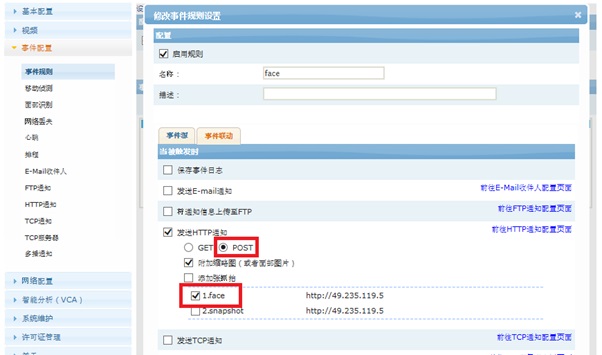 基本配置
视频
事件配置
事件规则
移动侦测
面部识别
网络丢失
心跳
排程
E-Mail收件人
FTP通知
HTTP通知
TCP通知
TCP服务器
多播通知
网络配置
智能分析（VCA）
系统维护
许可证管理
修改事件规则设置
配置
启用规则
名称： face
描述：
事件源 事件联动
当被触发时
保存事件日志
发送E-mail通知 前往E-Mail收件人配置页面
将通知信息上传至FTP 前往FTP通知配置页面
发送HTTP通知 前往HTTP通知配置页面
GET POST
附加缩略图（或者面部图片）
添加张原始
1.face http://49.235.119.5
2.snapshot http://49.235.119.5
发送TCP通知 前往TCP通知配置页面